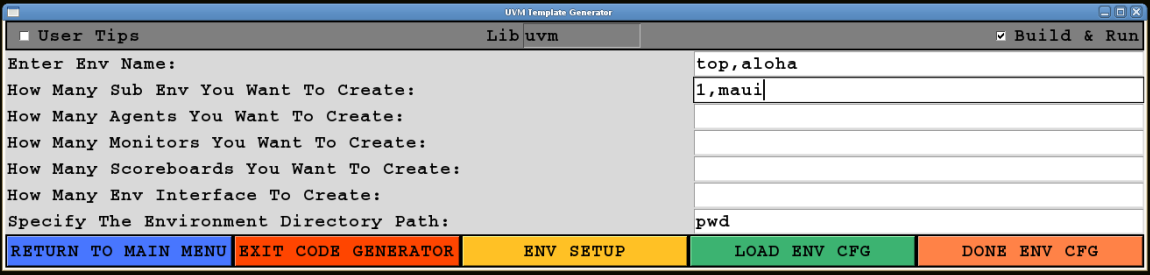 UVM Template Generator
User Tips Lib uvm Build & Run
Enter Env Name: top,aloha
How Many Sub Env You Want To Create: 1,maui
How Many Agents You Want To Create:
How Many Monitors You Want To Create:
How Many Scoreboards You Want To Create:
How Many Env Interface To Create:
Specify The Environment Directory Path: pwd
RETURN TO MAIN MENU EXIT CODE GENERATOR ENV SETUP LOAD ENV CFG DONE ENV CFG